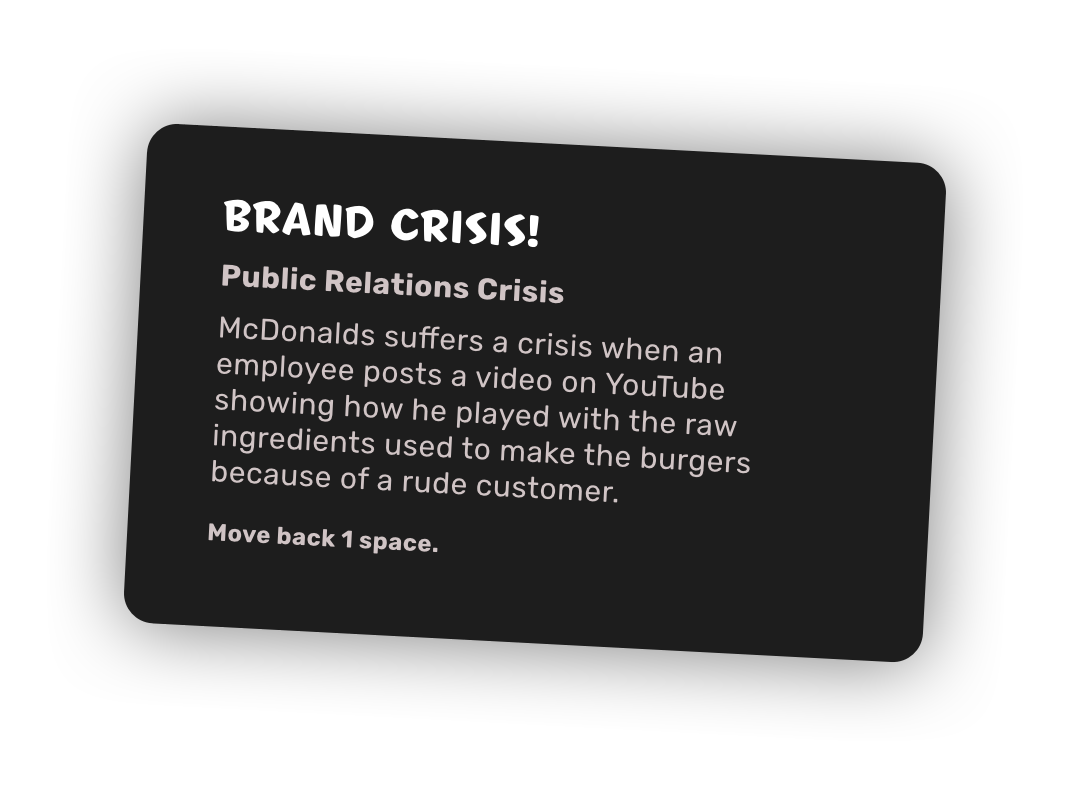 BRAND CRISIS!
Public Relations Crisis
McDonalds suffers a crisis when an
employee posts a video on YouTube
showing how he played with the raw
ingredients used to make the burgers
because of a rude customer.
Move back 1 space.